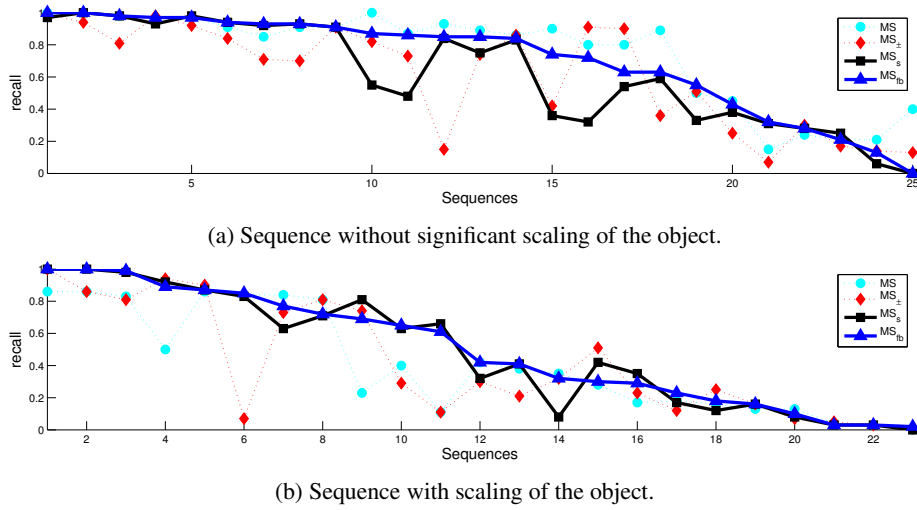 1
0.8
0.6
0.4
0.2
0
recall
5 10 15 20 25
Sequences
MS
MS±
MSs
MSfb
(a) Sequence without significant scaling of the object.
1
0.8
0.6
0.4
0.2
0
recall
2 4 6 8 10 12 14 16 18 20 22
Sequences
MS
MS±
MSs
MSfb
(b) Sequence with scaling of the object.